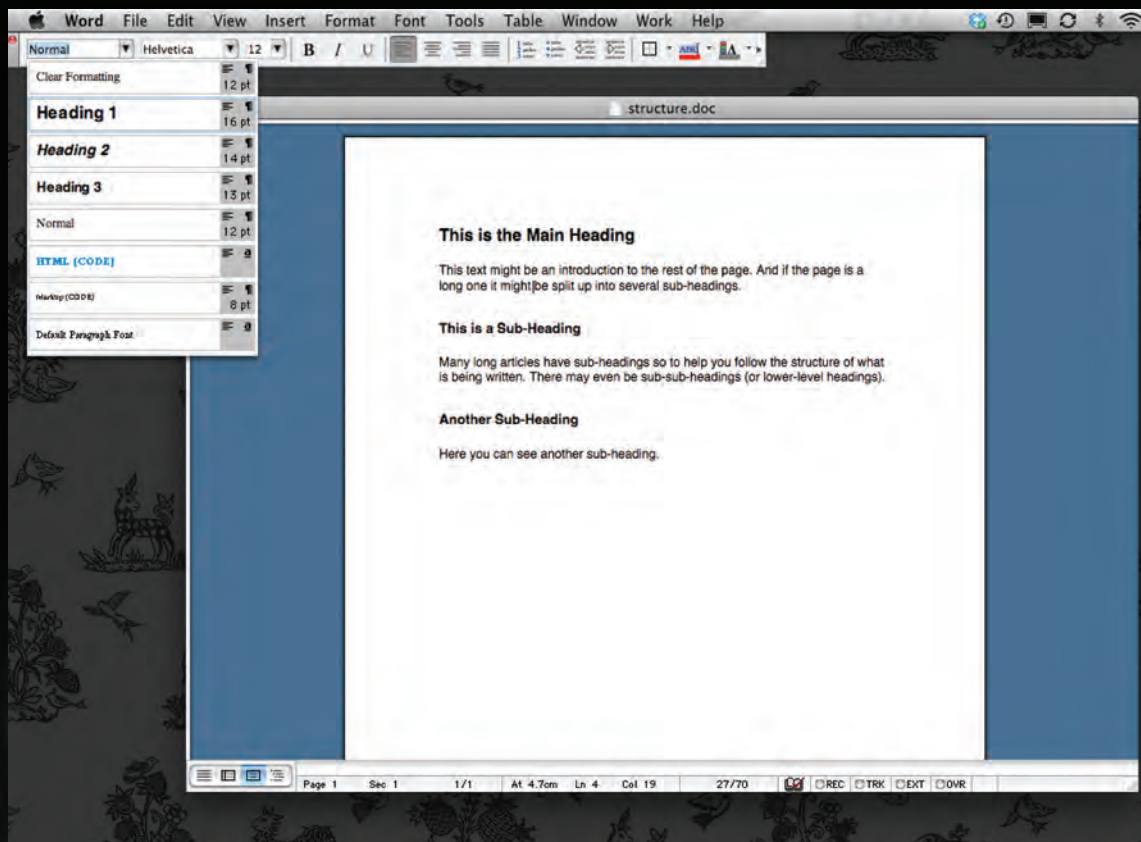 Word File Edit View Insert Format Font Tools Table Window Work Help
Normal Helvetica 12 B I U
Clear Formatting 12 pt
structure.doc
Heading 1 16 pt
Heading 2 14 pt
Heading 3 13 pt
Normal 12 pt
HTML [CODE]
Markup (CODE) 8 pt
Default Paragraph Font
This is the Main Heading
This text might be an introduction to the rest of the page. And if the page is a
long one it might be split up into several sub-headings.
This is a Sub-Heading
Many long articles have sub-headings so to help you follow the structure of what
is being written. There may even be sub-sub-headings (or lower-level headings).
Another Sub-Heading
Here you can see another sub-heading.
Page 1 Sec 1 1/1 At 4.7cm Ln 4 Col 19 27/70 REC TRK EXT OVR